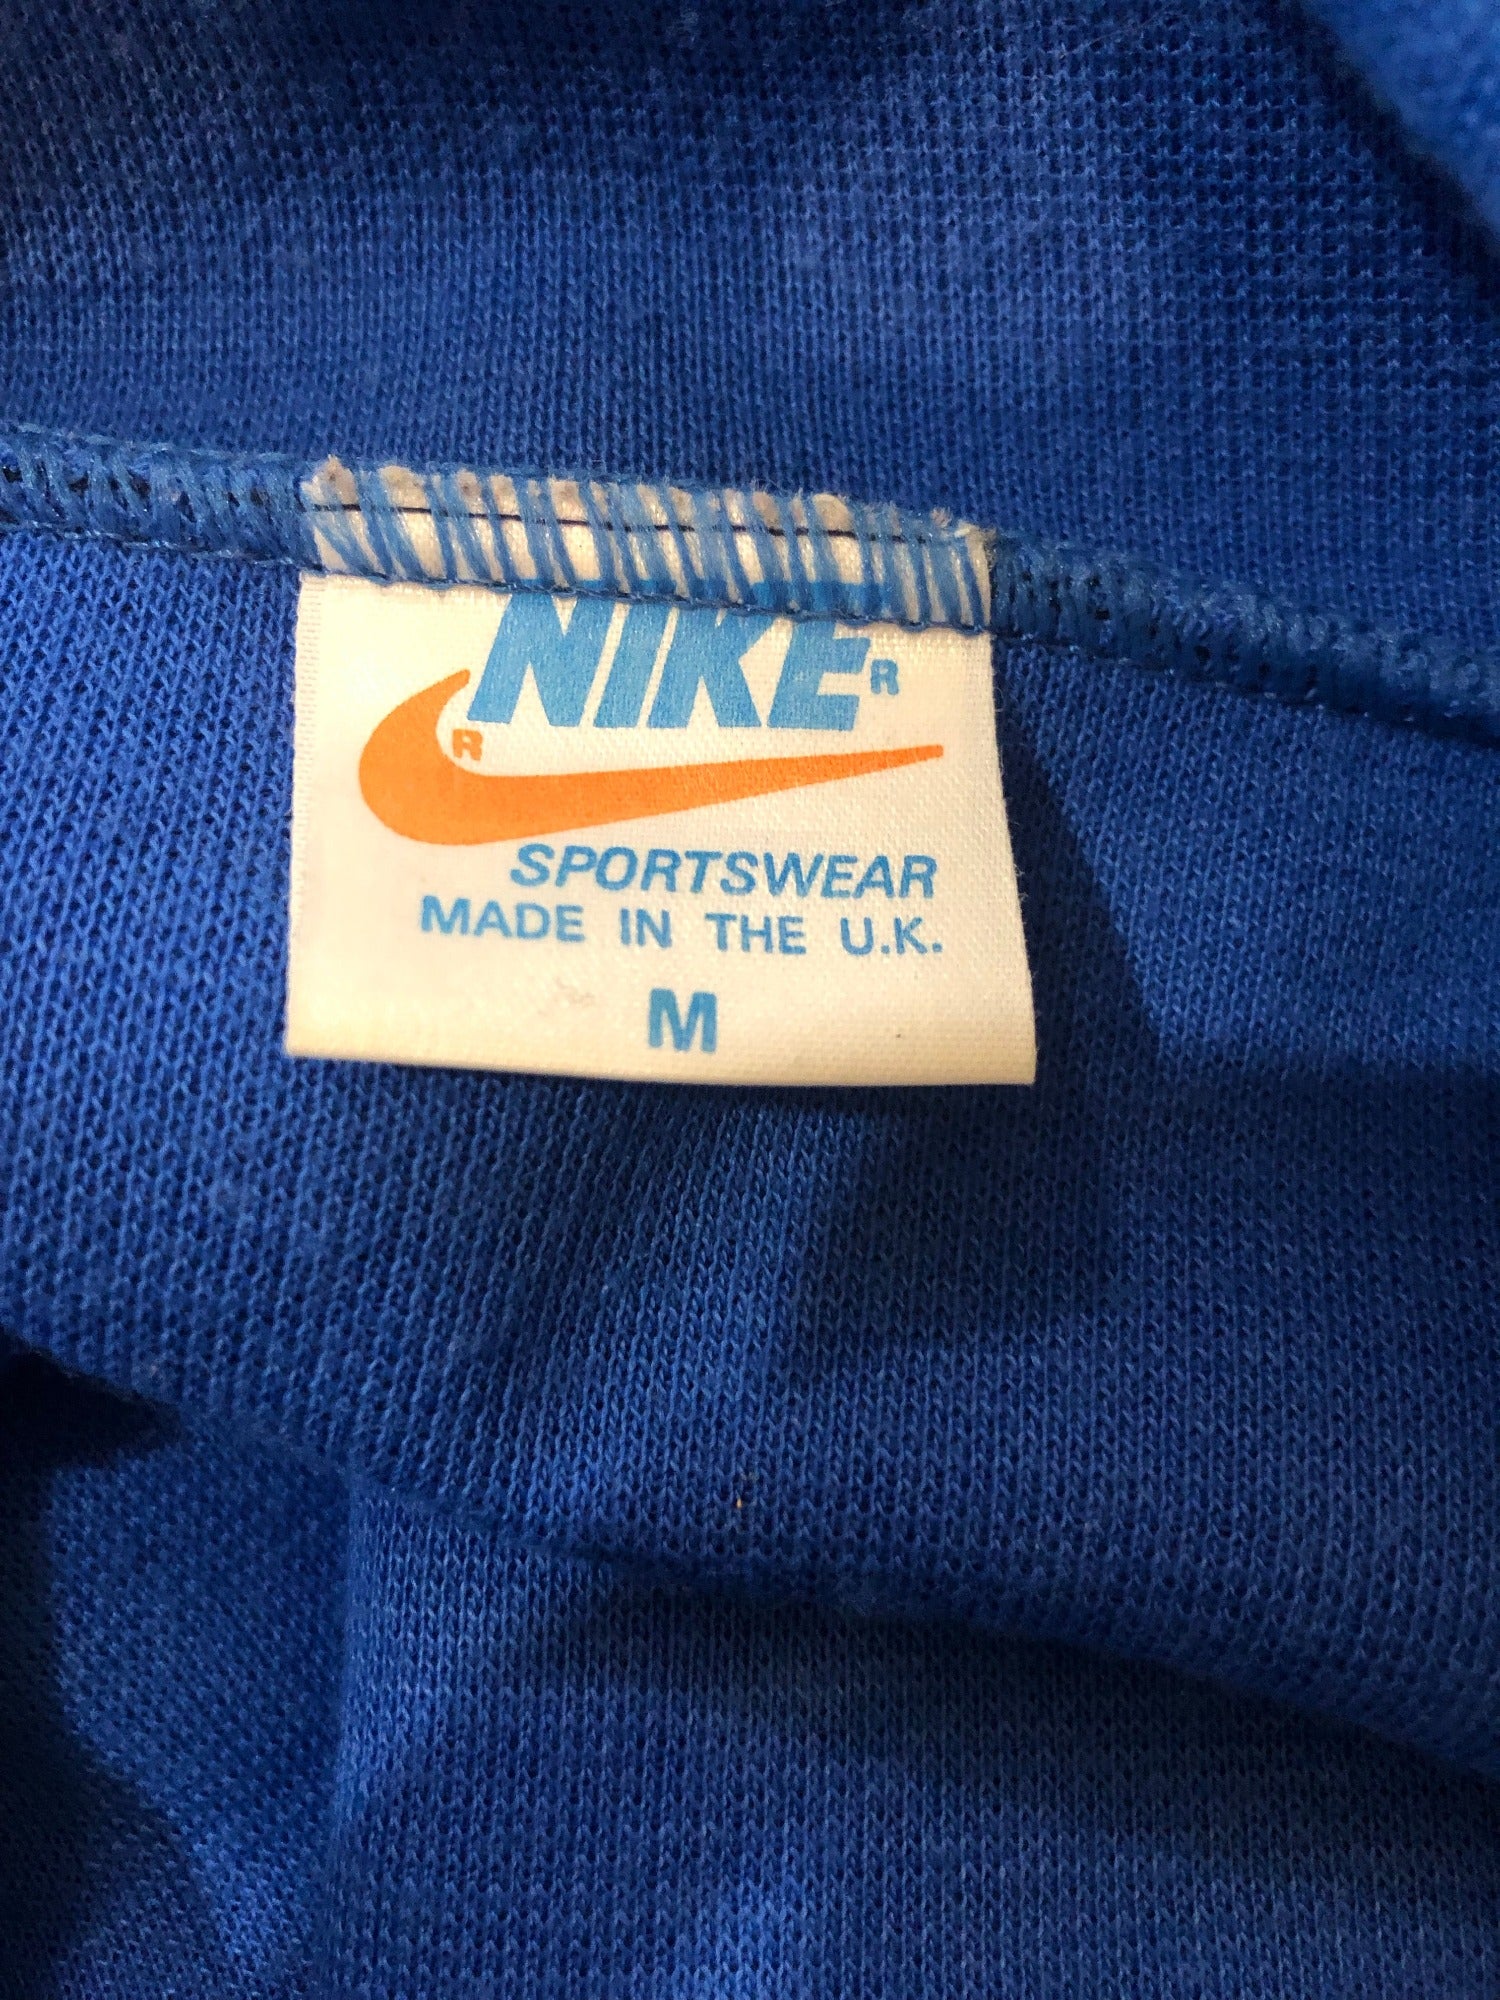 NIKE R
R
SPORTSWEAR
MADE IN THE U.K.
M